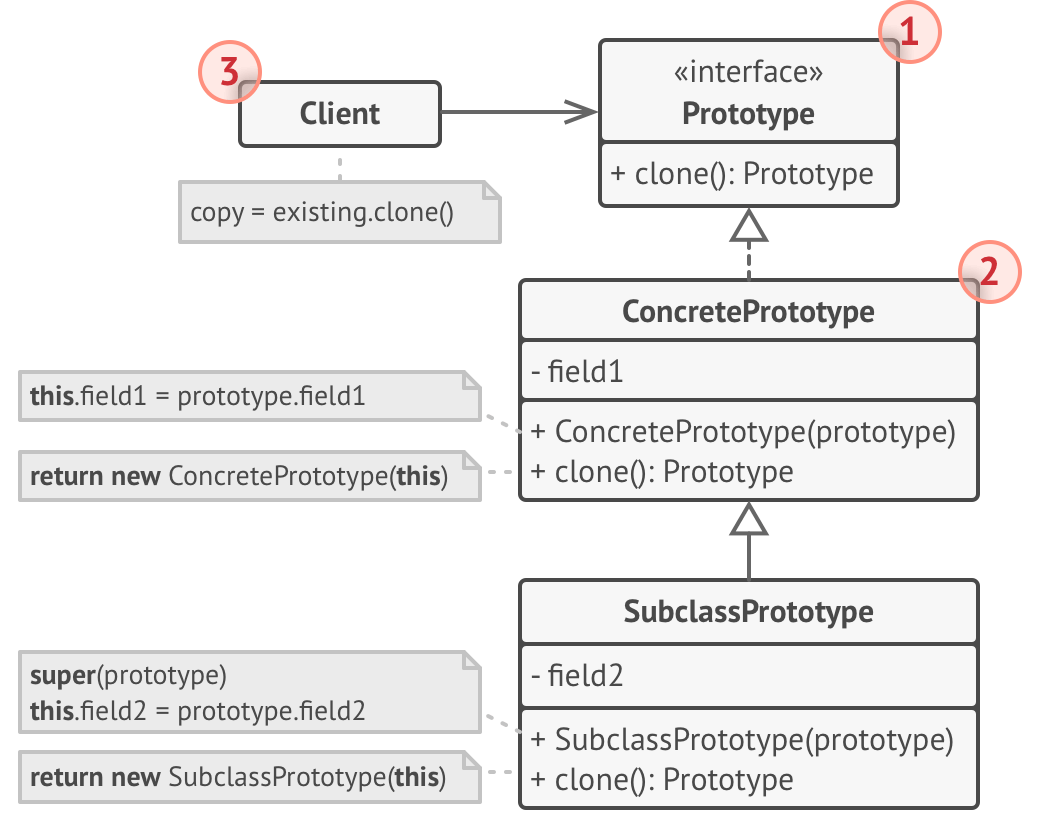 1
«interface»
Prototype
+ clone(): Prototype
3
Client
copy = existing.clone()
2
ConcretePrototype
- field1
+ ConcretePrototype(prototype)
+ clone(): Prototype
this.field1 = prototype.field1
return new ConcretePrototype(this)
SubclassPrototype
- field2
+ SubclassPrototype(prototype)
+ clone(): Prototype
super(prototype)
this.field2 = prototype.field2
return new SubclassPrototype(this)